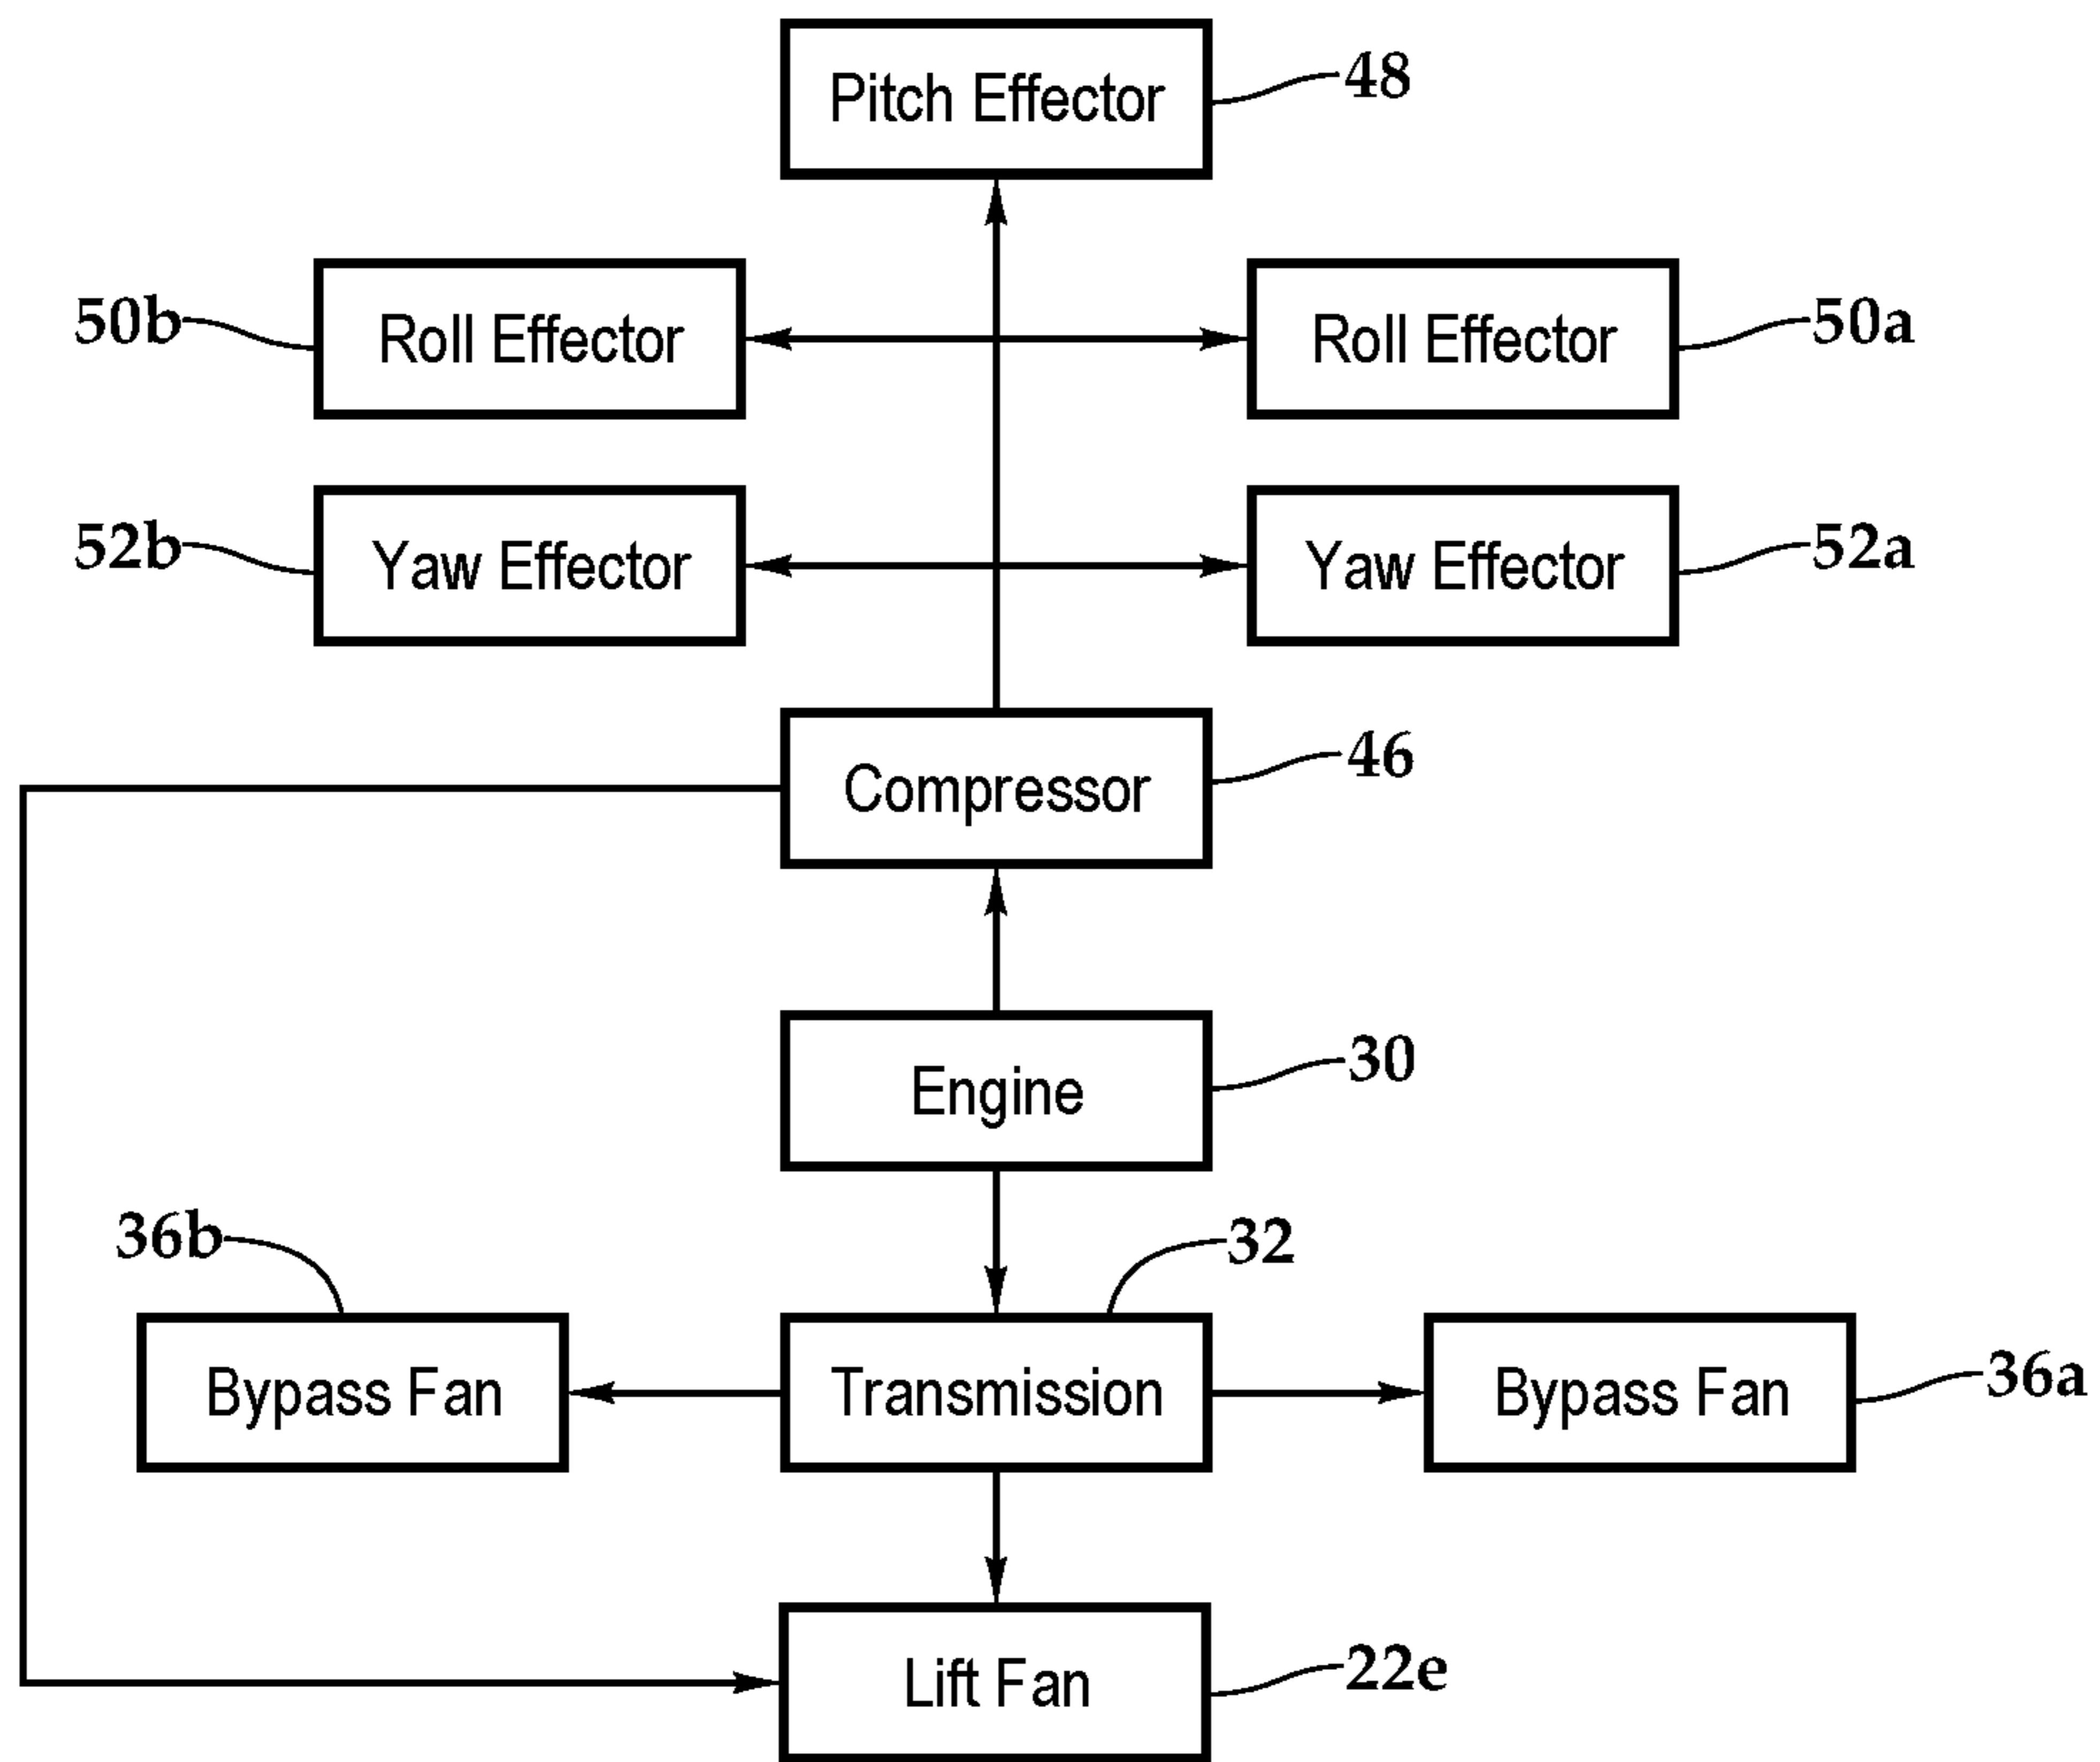 Pitch Effector 48
50b Roll Effector Roll Effector 50a
52b Yaw Effector Yaw Effector 52a
Compressor 46
Engine 30
36b 32
Bypass Fan Transmission Bypass Fan 36a
Lift Fan 22e